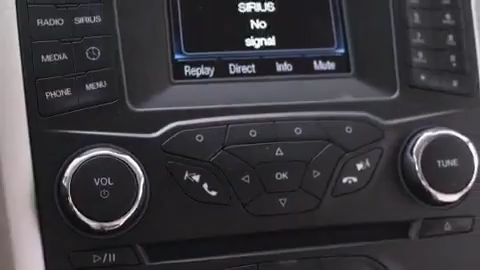 SIRIUS
No
signal
Replay Direct Info Mute
RADIO SIRIUS
MEDIA
PHONE MENU
VOL
OK
TUNE